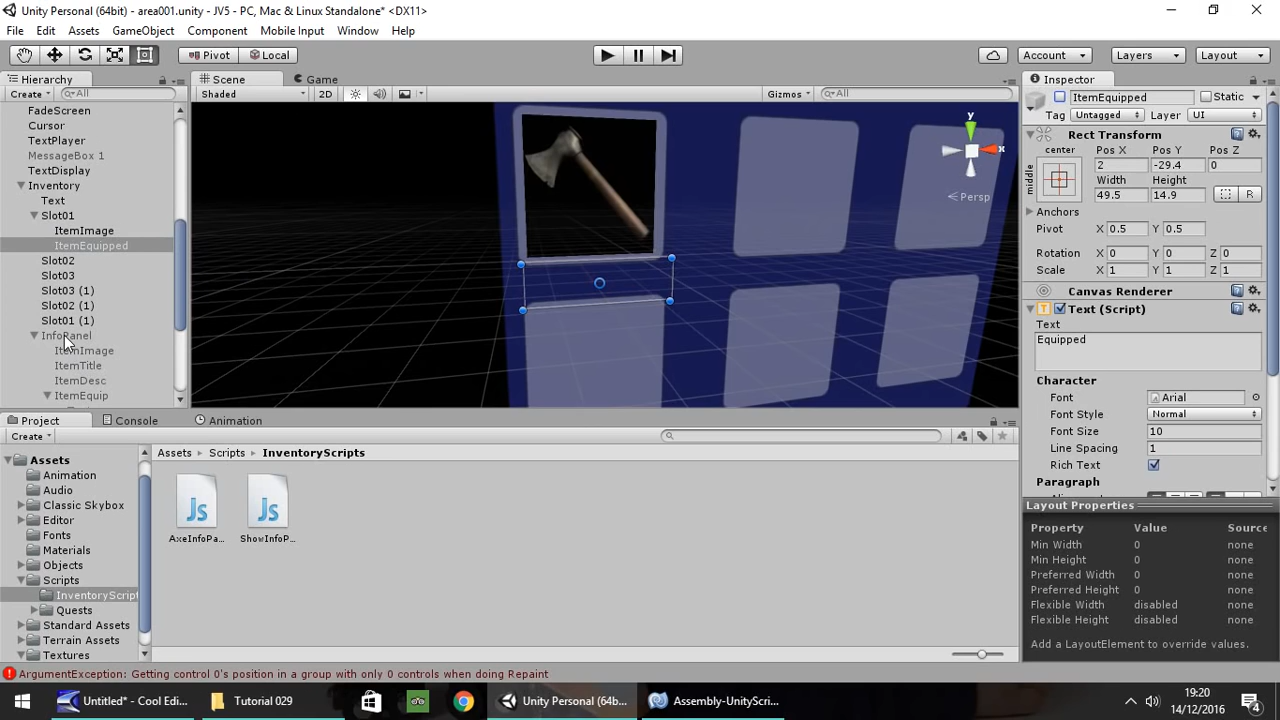 Unity Personal (64bit) - area001.unity - JV5 - PC, Mac & Linux Standalone* <DX11>
File Edit Assets GameObject Component Mobile Input Window Help
Pivot Local Account Layers Layout
Hierarchy Scene Game Inspector
Create All Shaded 2D Gizmos All
FadeScreen
Cursor
TextPlayer
MessageBox 1
TextDisplay
Inventory
Text
Slot01
ItemImage
ItemEquipped
Slot02
Slot03
Slot03 (1)
Slot02 (1)
Slot01 (1)
InfoPanel
ItemImage
ItemTitle
ItemDesc
ItemEquip
y
x
Persp
ItemEquipped Static
Tag Untagged Layer UI
Rect Transform
center Pos X Pos Y Pos Z
middle 2 -29.4 0
Width Height
49.5 14.9 R
Anchors
Pivot X 0.5 Y 0.5
Rotation X 0 Y 0 Z 0
Scale X 1 Y 1 Z 1
Canvas Renderer
Text (Script)
Text
Equipped
Character
Font Arial
Font Style Normal
Font Size 10
Line Spacing 1
Rich Text
Paragraph
Layout Properties
Property Value Source
Min Width 0 none
Min Height 0 none
Preferred Width 0 none
Preferred Height 0 none
Flexible Width disabled none
Flexible Height disabled none
Add a LayoutElement to override values.
Project Console Animation
Create
Assets
Animation
Audio
Classic Skybox
Editor
Fonts
Materials
Objects
Scripts
InventoryScript
Quests
Standard Assets
Terrain Assets
Textures
Assets Scripts InventoryScripts
Js Js
AxeInfoPa... ShowInfoP...
ArgumentException: Getting control 0's position in a group with only 0 controls when doing Repaint
Untitled* - Cool Edi... Tutorial 029 Unity Personal (64b... Assembly-UnityScri...
19:20
14/12/2016
4